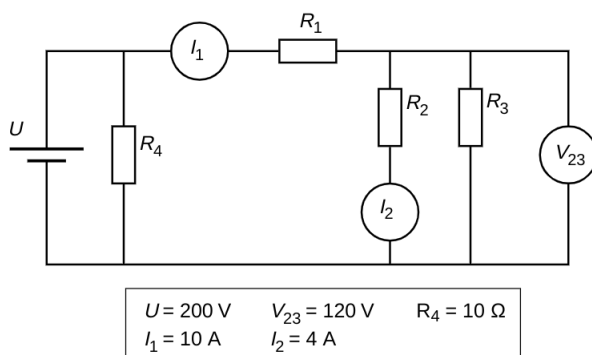 I1
R1
R2
R3
U
R4
V23
I2
U = 200 V V23 = 120 V R4 = 10 Ω
I1 = 10 A I2 = 4 A